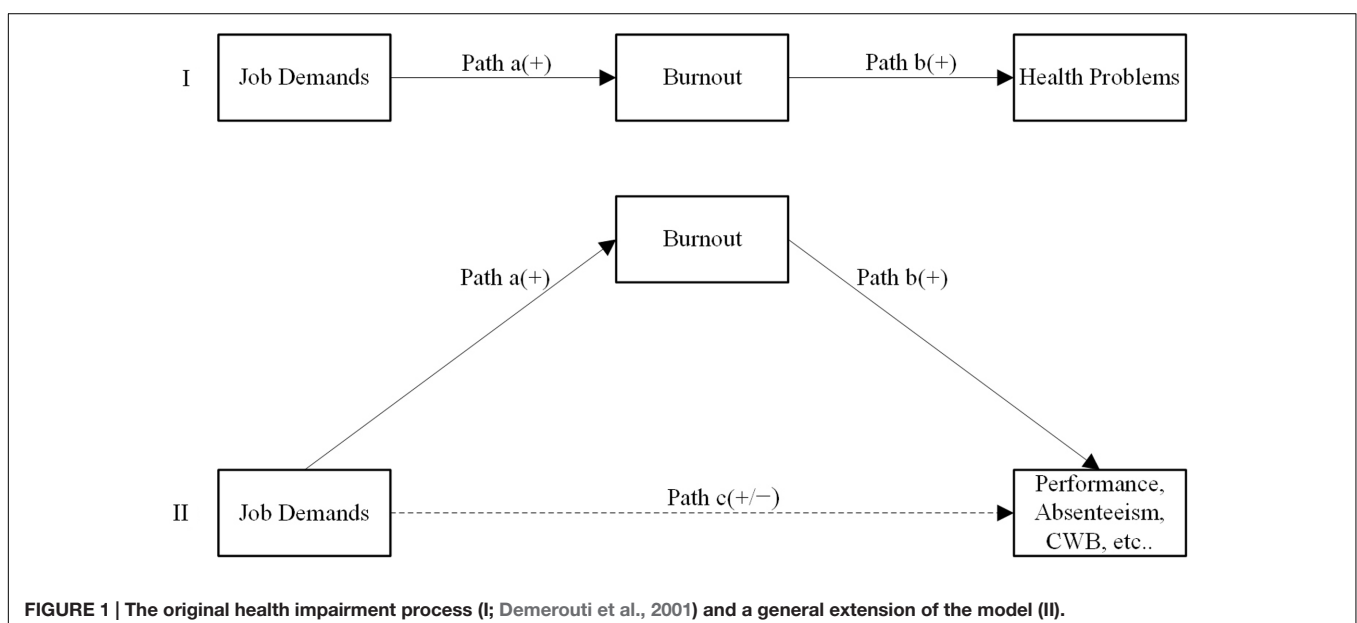 Path a(+)
Path b(+)
I
Job Demands
Burnout
Health Problems
Burnout
Path a(+)
Path b(+)
Path c(+/−)
II
Job Demands
Performance,
Absenteeism,
CWB, etc..
FIGURE 1 | The original health impairment process (I; Demerouti et al., 2001) and a general extension of the model (II).